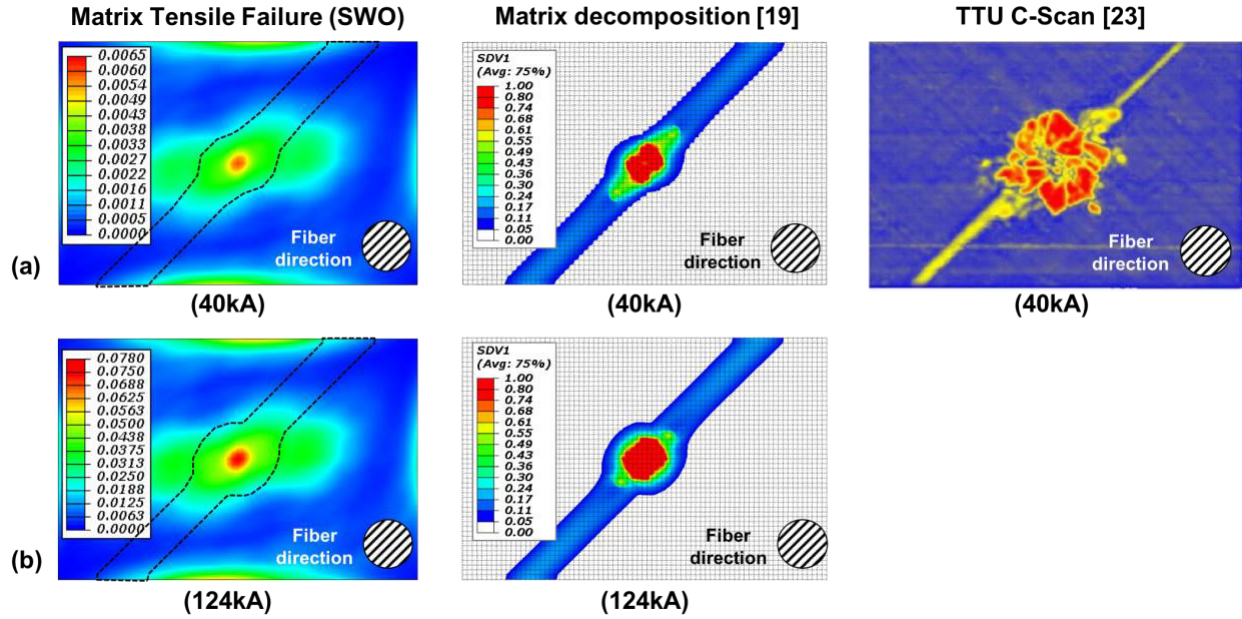 Matrix Tensile Failure (SWO)
Matrix decomposition [19]
TTU C-Scan [23]
(a)
0.0065
0.0060
0.0054
0.0049
0.0043
0.0038
0.0033
0.0027
0.0022
0.0016
0.0011
0.0005
0.0000
Fiber
direction
(40kA)
SDV1
(Avg: 75%)
1.00
0.80
0.74
0.68
0.61
0.55
0.49
0.43
0.36
0.30
0.24
0.17
0.11
0.05
0.00
Fiber
direction
(40kA)
Fiber
direction
(40kA)
(b)
0.0780
0.0750
0.0688
0.0625
0.0563
0.0500
0.0438
0.0375
0.0313
0.0250
0.0188
0.0125
0.0063
0.0000
Fiber
direction
(124kA)
SDV1
(Avg: 75%)
1.00
0.80
0.74
0.68
0.61
0.55
0.49
0.43
0.36
0.30
0.24
0.17
0.11
0.05
0.00
Fiber
direction
(124kA)